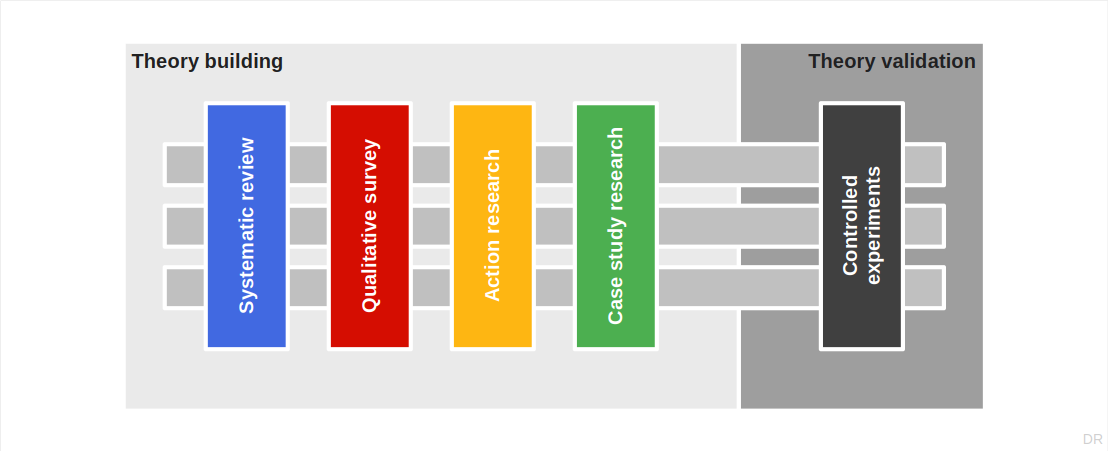 Theory building
Theory validation
Systematic review
Qualitative survey
Action research
Case study research
Controlled
experiments
DR